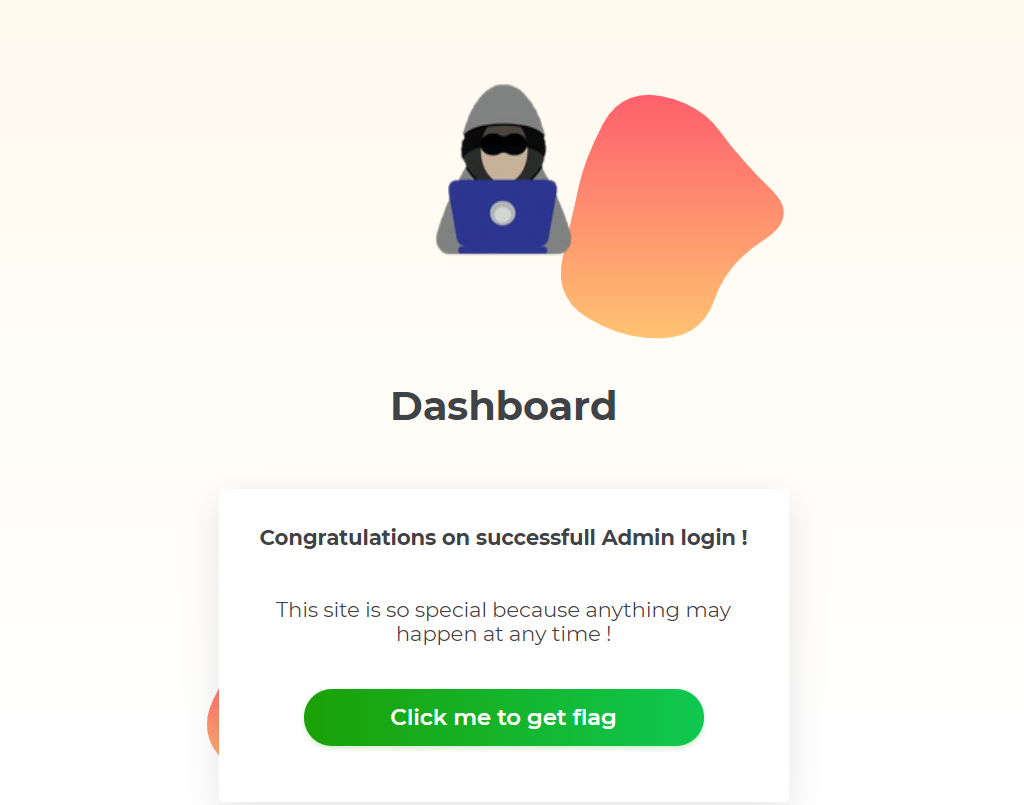 Dashboard
Congratulations on successfull Admin login !
This site is so special because anything may
happen at any time !
Click me to get flag